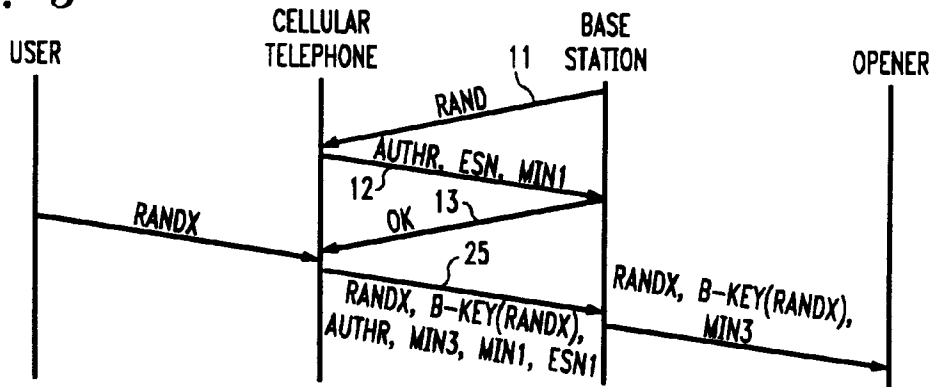 USER
CELLULAR
TELEPHONE
BASE
STATION
OPENER
11
RAND
AUTHR, ESN, MIN1
12
13
OK
RANDX
25
RANDX, B-KEY(RANDX),
AUTHR, MIN3, MIN1, ESN1
RANDX, B-KEY(RANDX),
MIN3